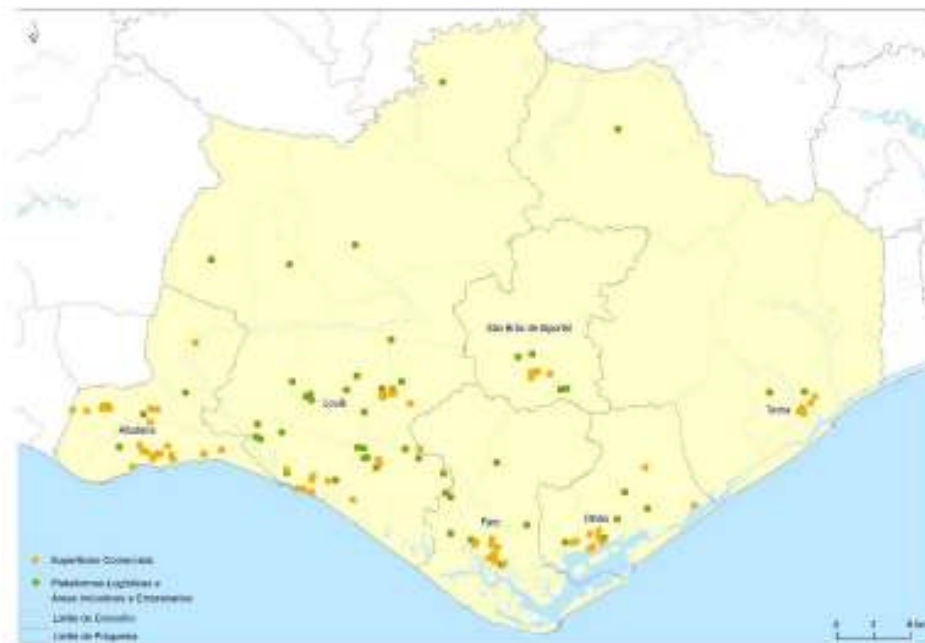 São Brás de Alportel
Loulé
Tavira
Albufeira
Faro
Olhão
Superfícies Comerciais
Plataformas Logísticas e
Áreas Industriais e Empresariais
Limite de Concelho
Limite de Freguesia
0